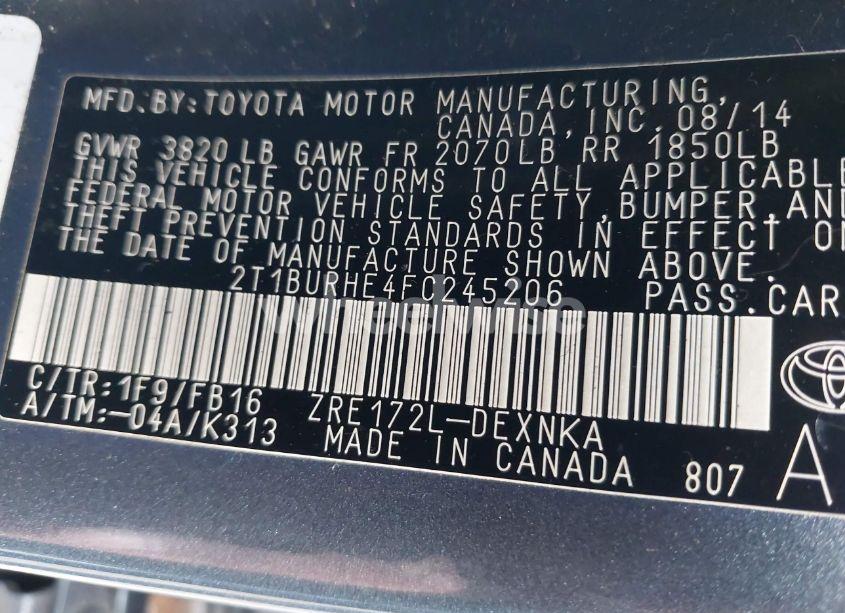 MFD.BY:TOYOTA MOTOR MANUFACTURING,
CANADA, INC. 08/14
GVWR 3820 LB GAWR FR 2070LB RR 1850LB
THIS VEHICLE CONFORMS TO ALL APPLICABLE
FEDERAL MOTOR VEHICLE SAFETY, BUMPER, AND
THEFT PREVENTION STANDARDS IN EFFECT ON
THE DATE OF MANUFACTURE SHOWN ABOVE.
2T1BURHE4FC245206 PASS.CAR
wheelwise
C/TR:1F9/FB16 ZRE172L-DEXNKA
A/TM:-04A/K313 MADE IN CANADA 807 A